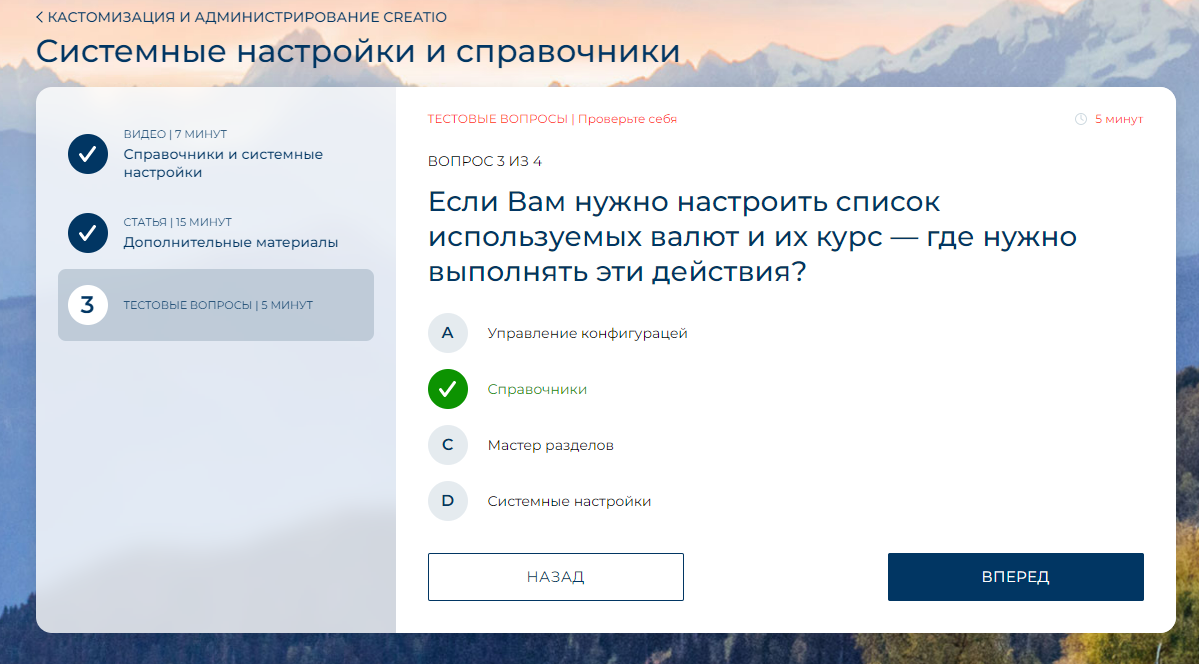 КАСТОМИЗАЦИЯ И АДМИНИСТРИРОВАНИЕ CREATIO
Системные настройки и справочники
ВИДЕО | 7 МИНУТ
Справочники и системные
настройки
СТАТЬЯ | 15 МИНУТ
Дополнительные материалы
3
ТЕСТОВЫЕ ВОПРОСЫ | 5 МИНУТ
ТЕСТОВЫЕ ВОПРОСЫ | Проверьте себя
5 минут
ВОПРОС 3 ИЗ 4
Если Вам нужно настроить список
используемых валют и их курс — где нужно
выполнять эти действия?
A Управление конфигурацей
Справочники
C Мастер разделов
D Системные настройки
НАЗАД
ВПЕРЕД